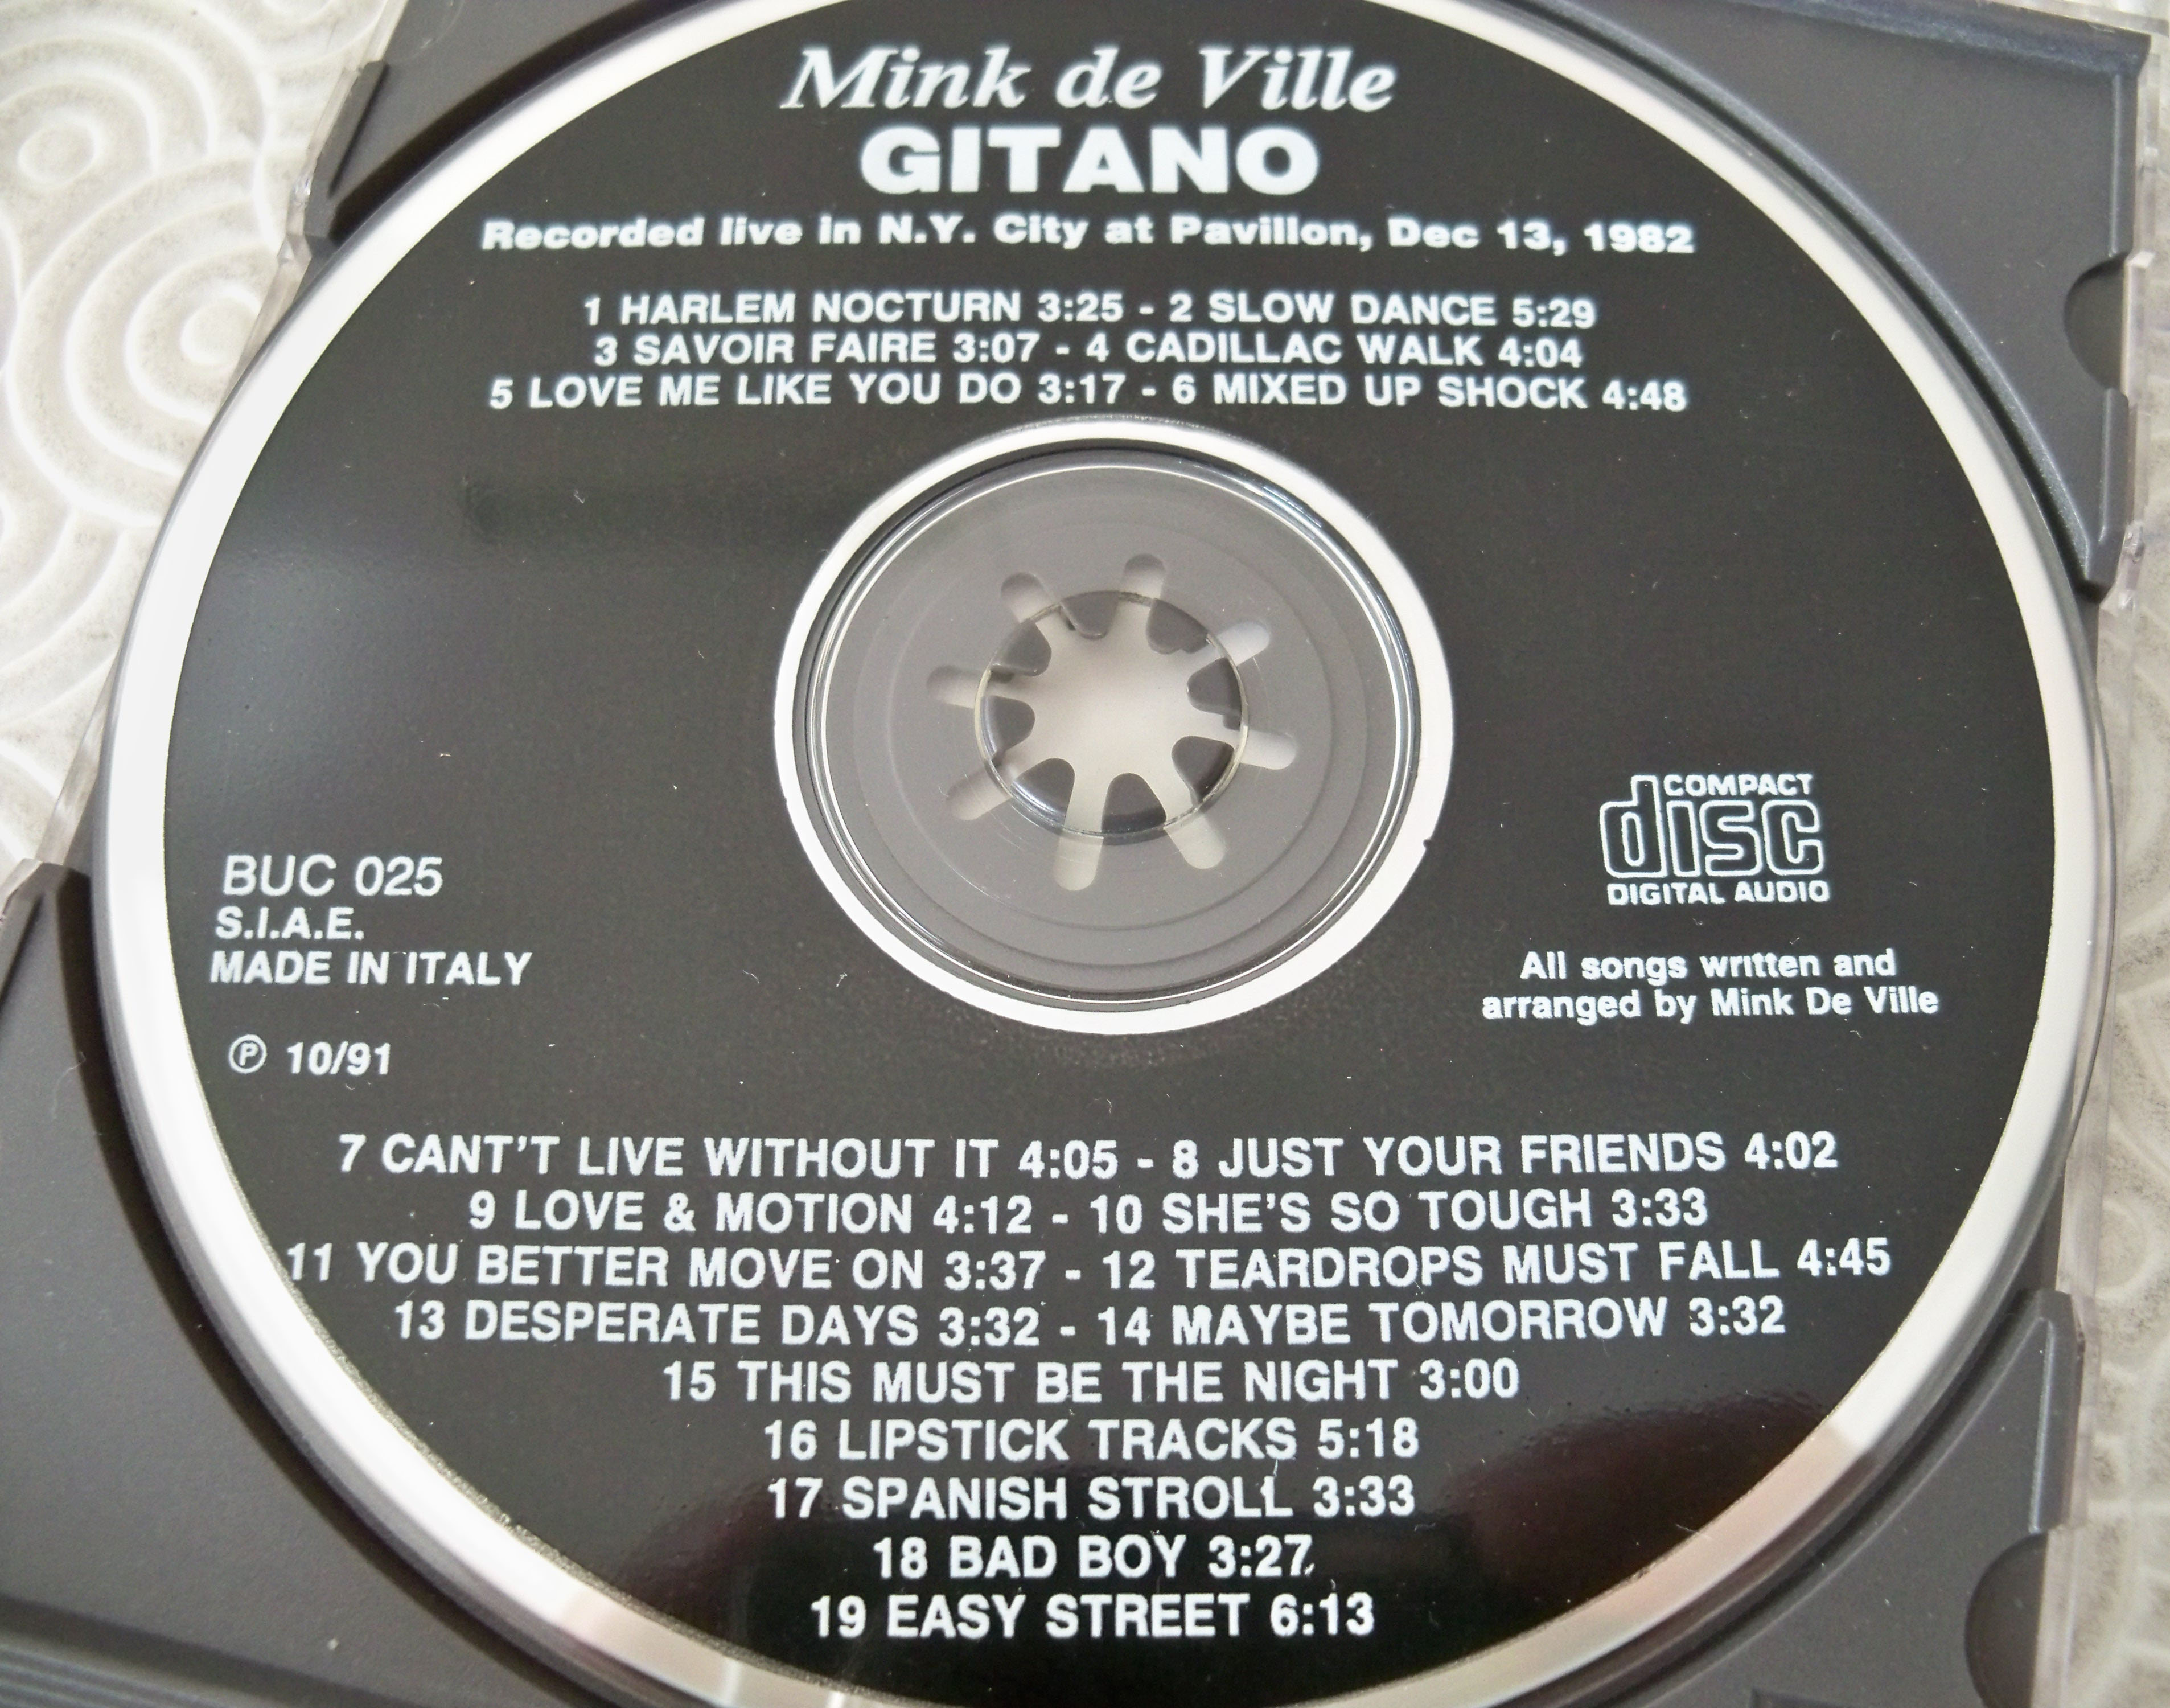 Mink de Ville
GITANO
Recorded live in N.Y. City at Pavillon, Dec 13, 1982
1 HARLEM NOCTURN 3:25 - 2 SLOW DANCE 5:29
3 SAVOIR FAIRE 3:07 - 4 CADILLAC WALK 4:04
5 LOVE ME LIKE YOU DO 3:17 - 6 MIXED UP SHOCK 4:48
BUC 025
S.I.A.E.
MADE IN ITALY
℗ 10/91
COMPACT
disc
DIGITAL AUDIO
All songs written and
arranged by Mink De Ville
7 CANT'T LIVE WITHOUT IT 4:05 - 8 JUST YOUR FRIENDS 4:02
9 LOVE & MOTION 4:12 - 10 SHE'S SO TOUGH 3:33
11 YOU BETTER MOVE ON 3:37 - 12 TEARDROPS MUST FALL 4:45
13 DESPERATE DAYS 3:32 - 14 MAYBE TOMORROW 3:32
15 THIS MUST BE THE NIGHT 3:00
16 LIPSTICK TRACKS 5:18
17 SPANISH STROLL 3:33
18 BAD BOY 3:27
19 EASY STREET 6:13